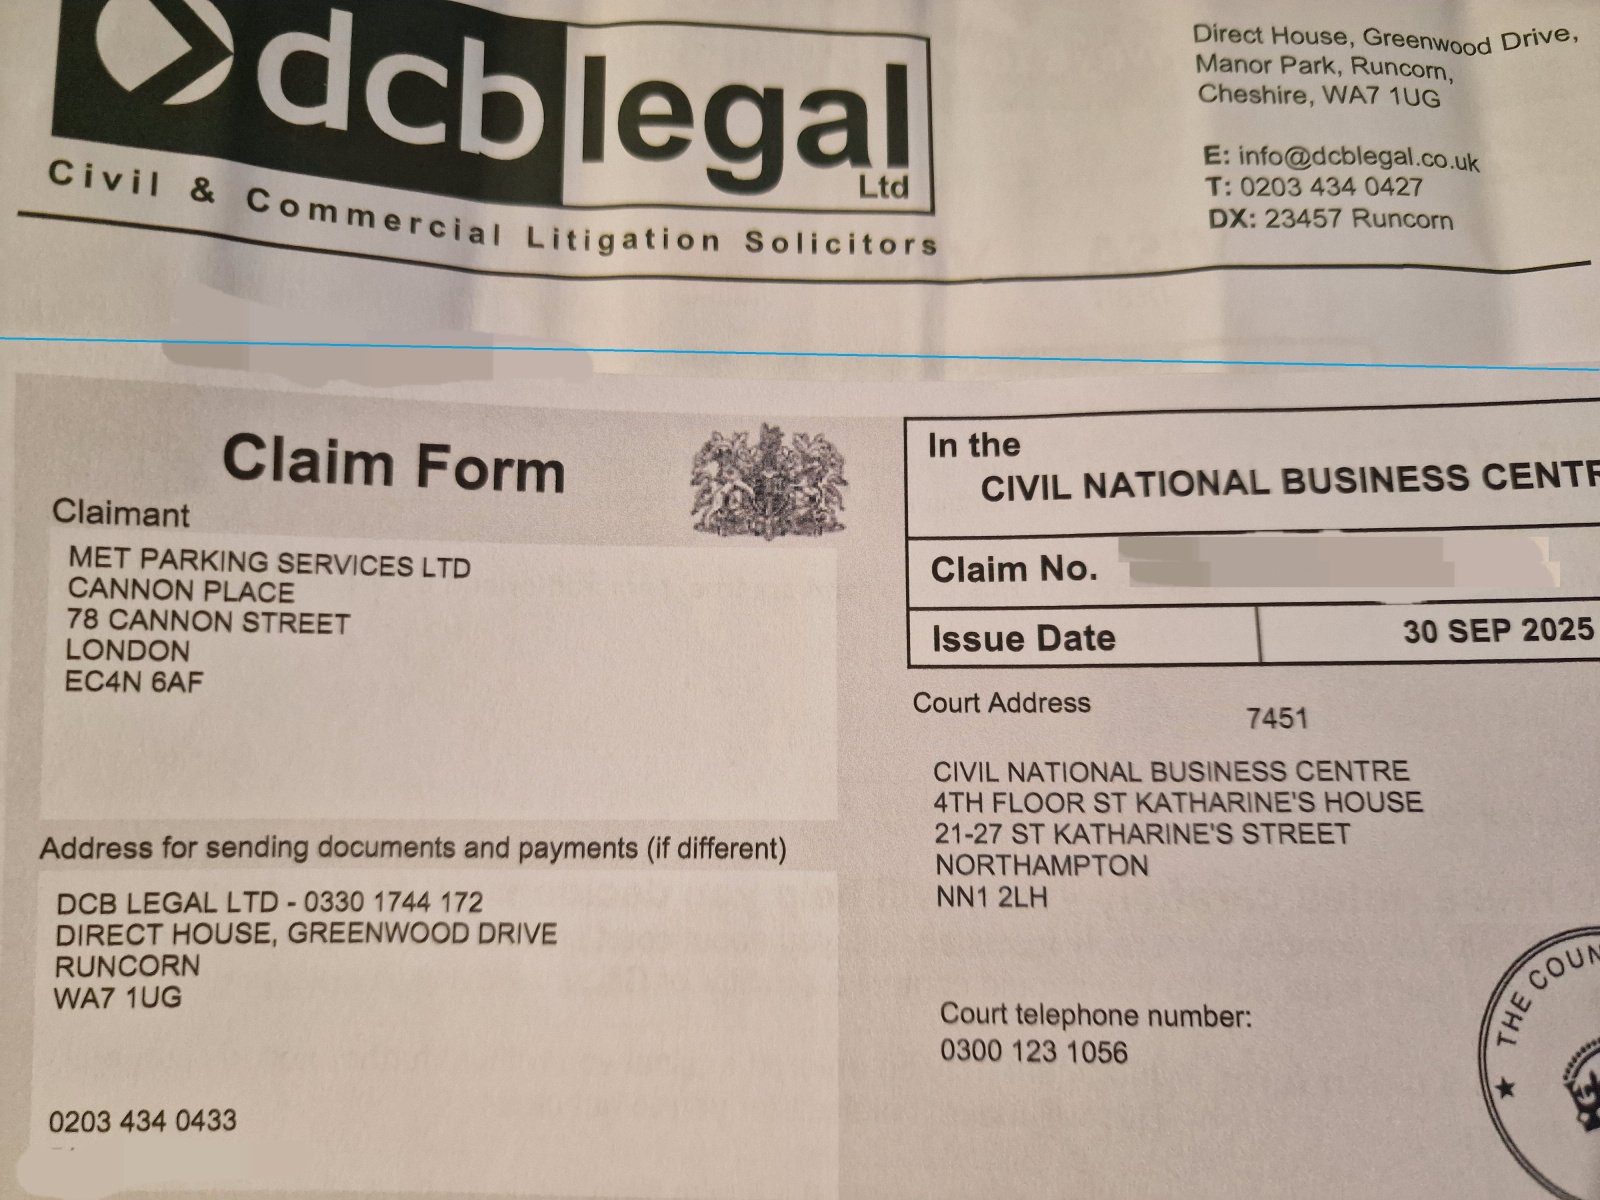 dcblegal
Ltd
Civil & Commercial Litigation Solicitors
Direct House, Greenwood Drive,
Manor Park, Runcorn,
Cheshire, WA7 1UG
E: info@dcblegal.co.uk
T: 0203 434 0427
DX: 23457 Runcorn
Claim Form
Claimant
MET PARKING SERVICES LTD
CANNON PLACE
78 CANNON STREET
LONDON
EC4N 6AF
Address for sending documents and payments (if different)
DCB LEGAL LTD - 0330 1744 172
DIRECT HOUSE, GREENWOOD DRIVE
RUNCORN
WA7 1UG
0203 434 0433
In the
CIVIL NATIONAL BUSINESS CENTR
Claim No.
Issue Date
30 SEP 2025
Court Address
7451
CIVIL NATIONAL BUSINESS CENTRE
4TH FLOOR ST KATHARINE'S HOUSE
21-27 ST KATHARINE'S STREET
NORTHAMPTON
NN1 2LH
Court telephone number:
0300 123 1056
THE COUN